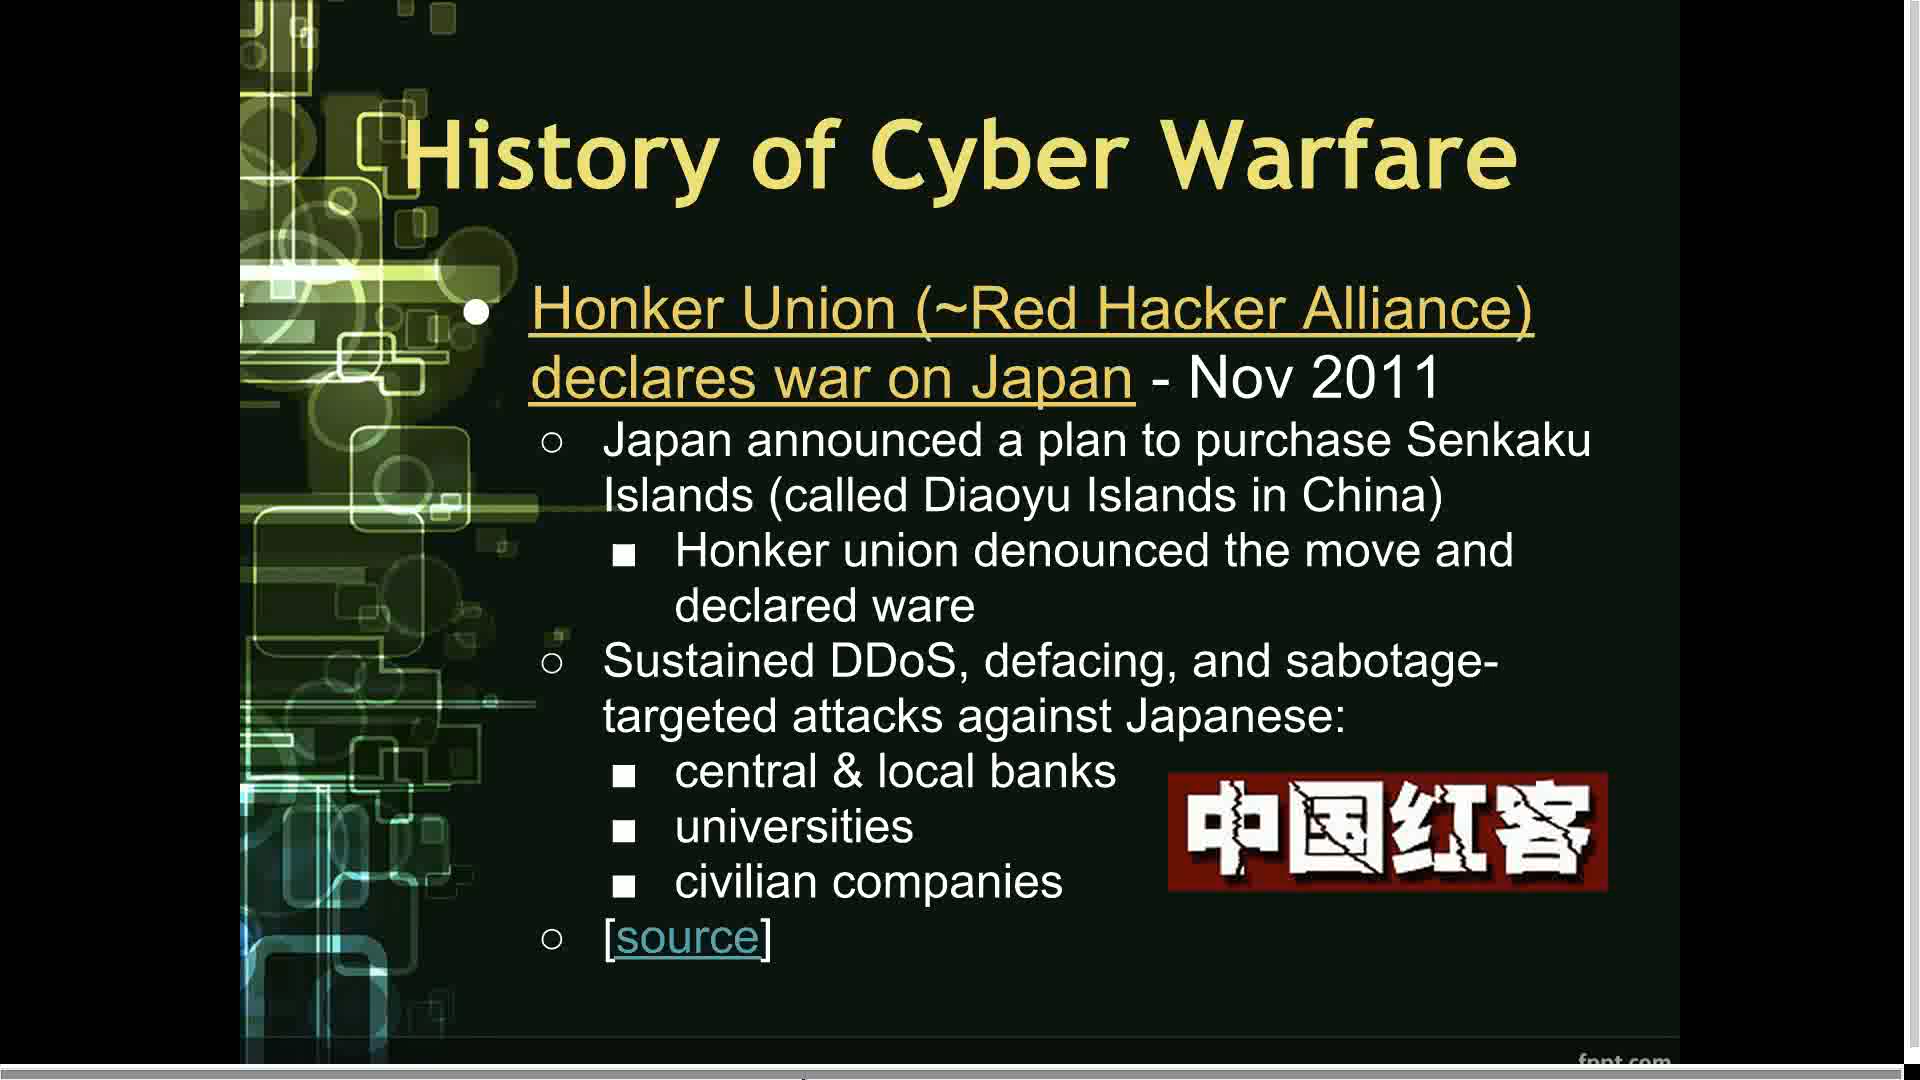 History of Cyber Warfare
● Honker Union (~Red Hacker Alliance)
declares war on Japan - Nov 2011
○ Japan announced a plan to purchase Senkaku
Islands (called Diaoyu Islands in China)
■ Honker union denounced the move and
declared ware
○ Sustained DDoS, defacing, and sabotage-
targeted attacks against Japanese:
■ central & local banks
■ universities
■ civilian companies
中国红客
○ [source]
fppt.com